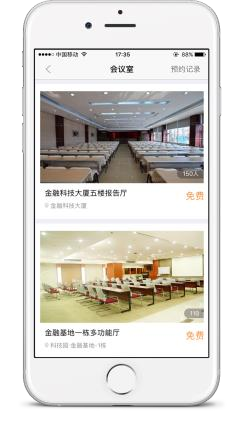 中国移动 17:35 88%
会议室 预约记录
150人
金融科技大厦五楼报告厅 免费
金融科技大厦
110
金融基地一栋多功能厅 免费
科技园 金融基地-1栋